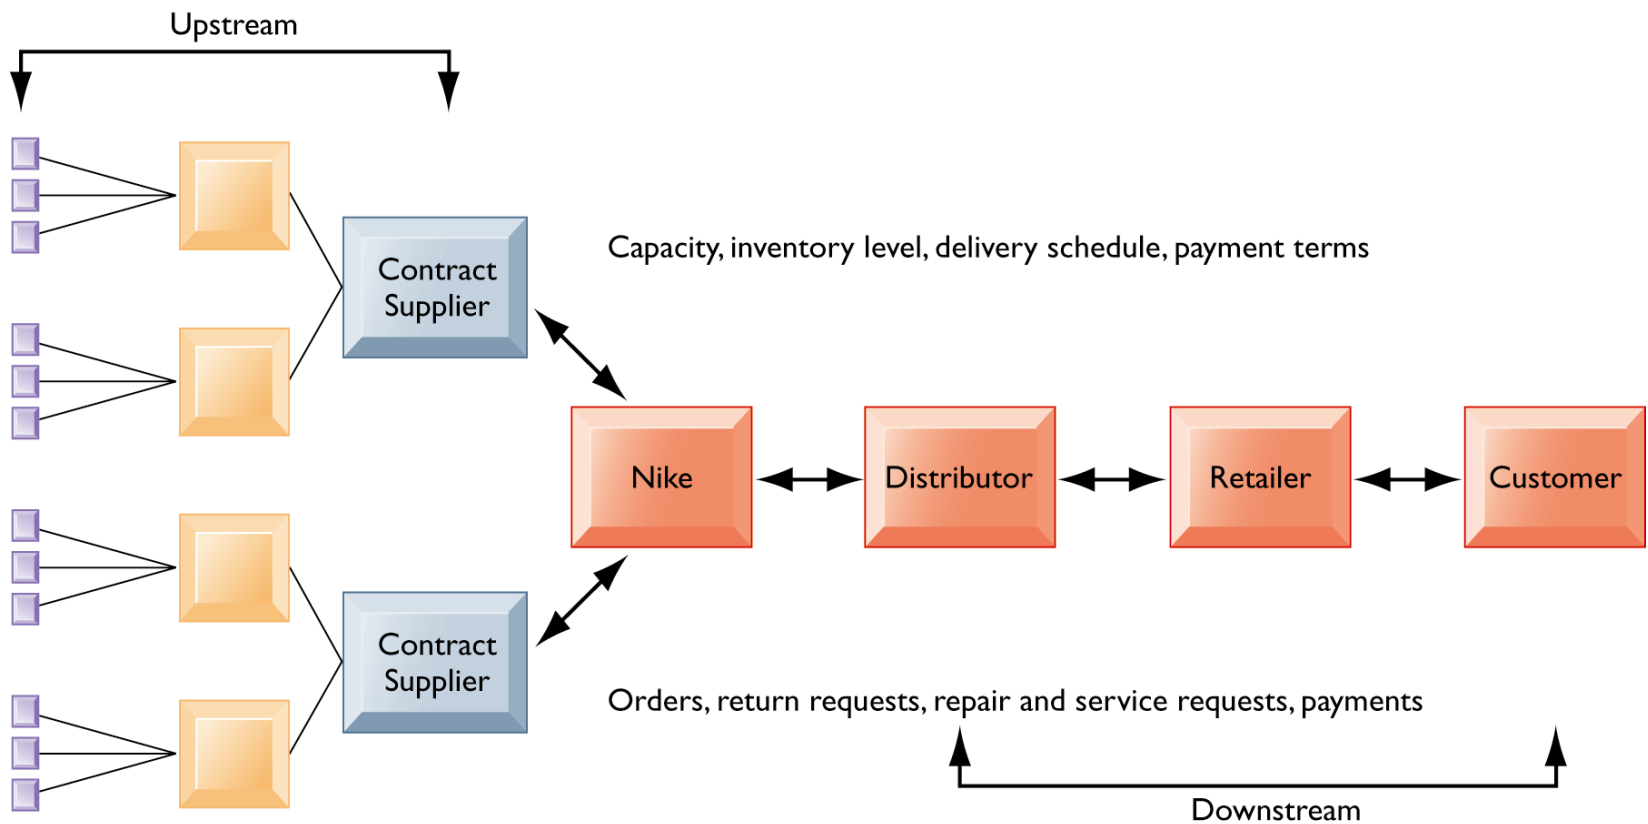 Upstream
Contract
Supplier
Capacity, inventory level, delivery schedule, payment terms
Nike
Distributor
Retailer
Customer
Contract
Supplier
Orders, return requests, repair and service requests, payments
Downstream